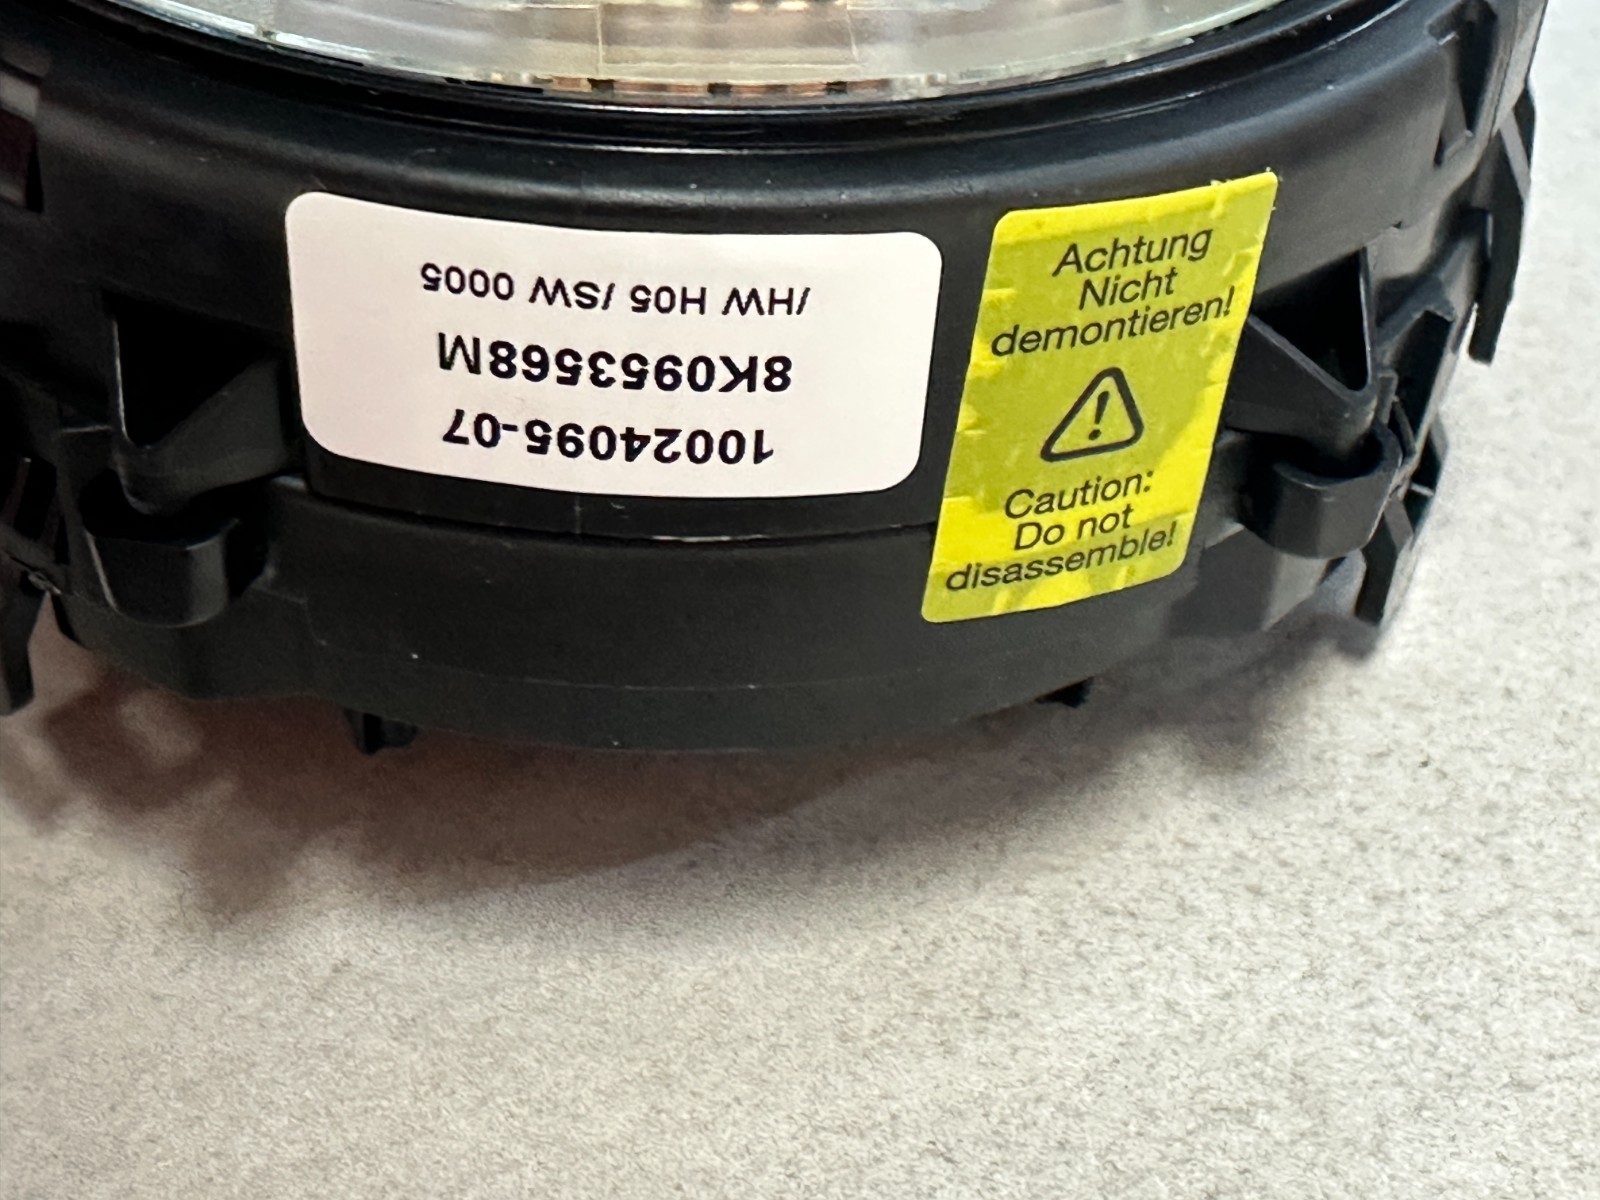 10024095-07
8K0953568M
/HW H05 /SW 0005
Achtung
Nicht
demontieren!
Caution:
Do not
disassemble!